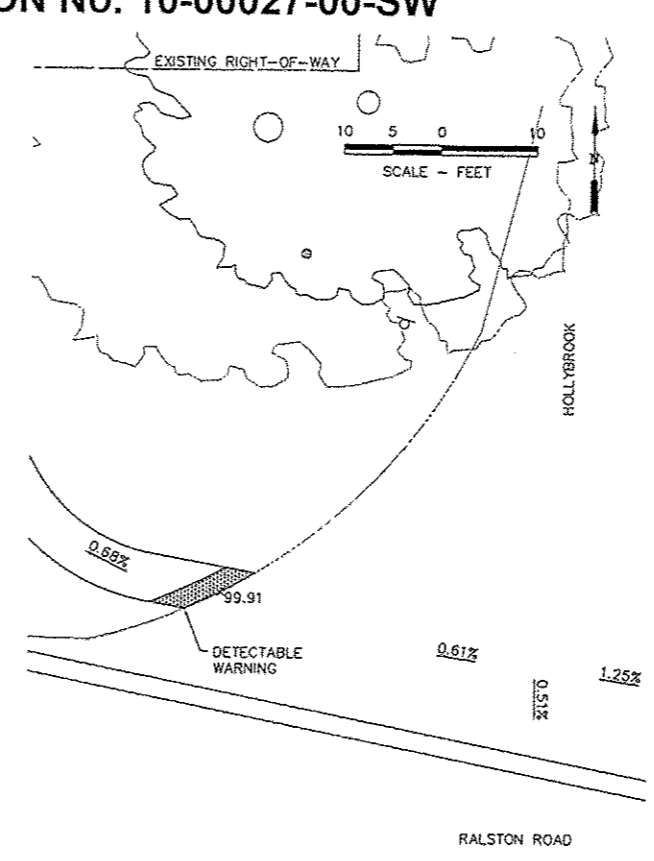 ON NO. 10-00027-00-SW
EXISTING RIGHT-OF-WAY
10 5 0 10
SCALE - FEET
N
HOLLYBROOK
0.68%
99.91
DETECTABLE
WARNING
0.61%
1.25%
0.51%
RALSTON ROAD